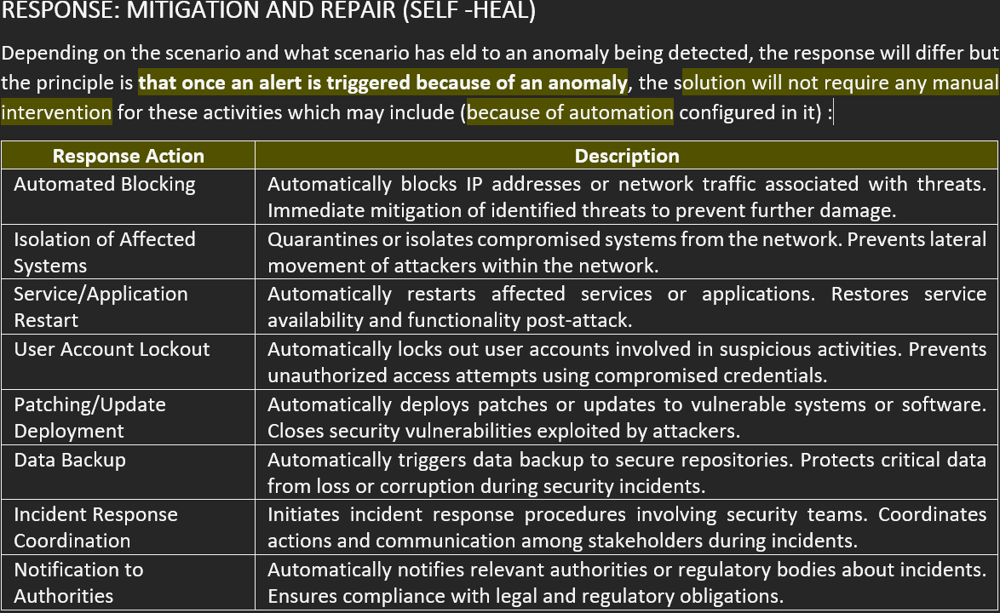 RESPONSE: MITIGATION AND REPAIR (SELF -HEAL)
Depending on the scenario and what scenario has eld to an anomaly being detected, the response will differ but
the principle is that once an alert is triggered because of an anomaly, the solution will not require any manual
intervention for these activities which may include (because of automation configured in it) :
Response Action
Description
Automated Blocking
Automatically blocks IP addresses or network traffic associated with threats.
Immediate mitigation of identified threats to prevent further damage.
Isolation of Affected
Systems
Quarantines or isolates compromised systems from the network. Prevents lateral
movement of attackers within the network.
Service/Application
Restart
Automatically restarts affected services or applications. Restores service
availability and functionality post-attack.
User Account Lockout
Automatically locks out user accounts involved in suspicious activities. Prevents
unauthorized access attempts using compromised credentials.
Patching/Update
Deployment
Automatically deploys patches or updates to vulnerable systems or software.
Closes security vulnerabilities exploited by attackers.
Data Backup
Automatically triggers data backup to secure repositories. Protects critical data
from loss or corruption during security incidents.
Incident Response
Coordination
Initiates incident response procedures involving security teams. Coordinates
actions and communication among stakeholders during incidents.
Notification to
Authorities
Automatically notifies relevant authorities or regulatory bodies about incidents.
Ensures compliance with legal and regulatory obligations.